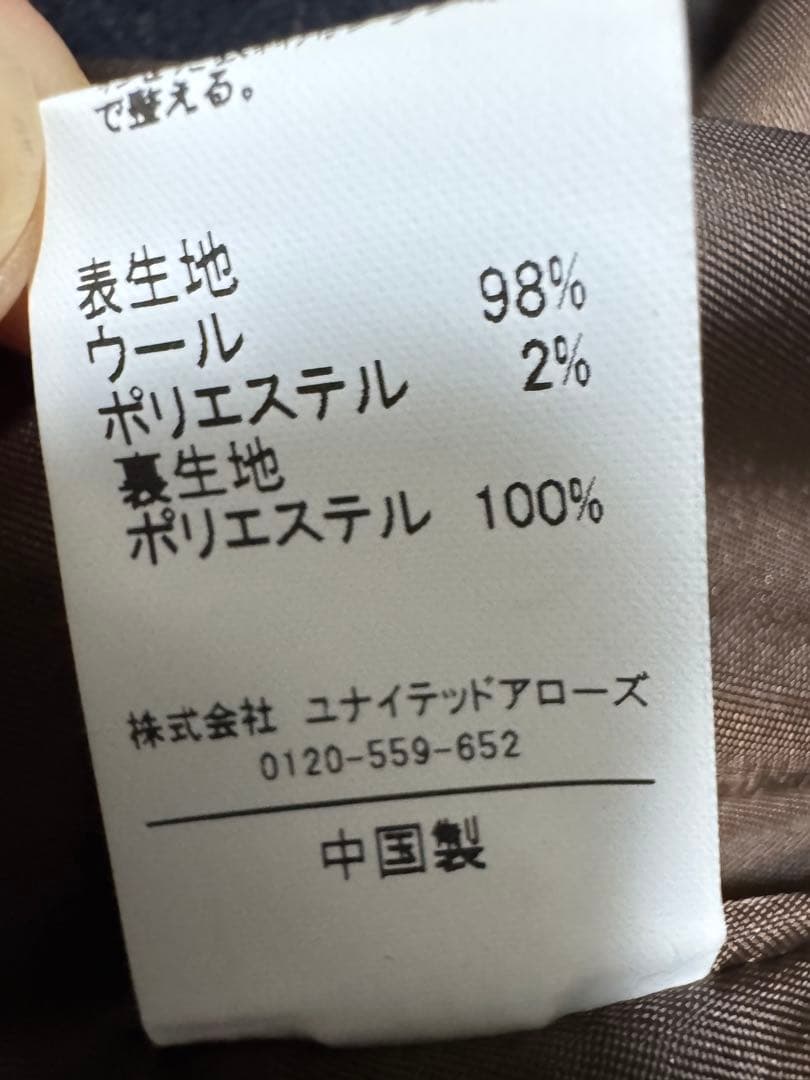 で整える。
表生地
ウール 98%
ポリエステル 2%
裏生地
ポリエステル 100%
株式会社 ユナイテッドアローズ
0120-559-652
中国製